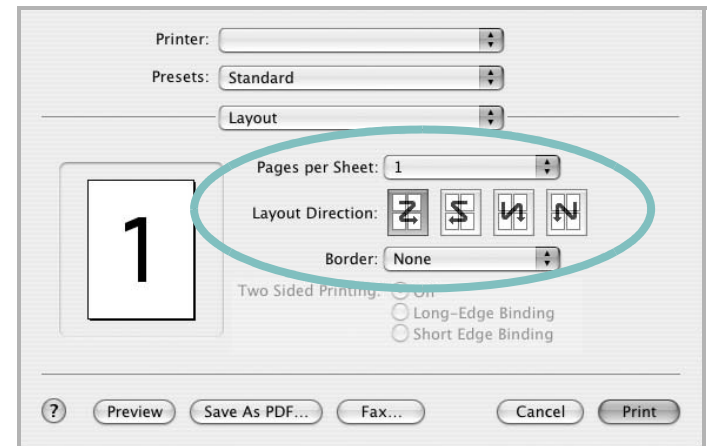 Printer:
Presets: Standard
Layout
Pages per Sheet: 1
Layout Direction:
Border: None
1
Two Sided Printing: Off
Long-Edge Binding
Short Edge Binding
? Preview Save As PDF... Fax... Cancel Print